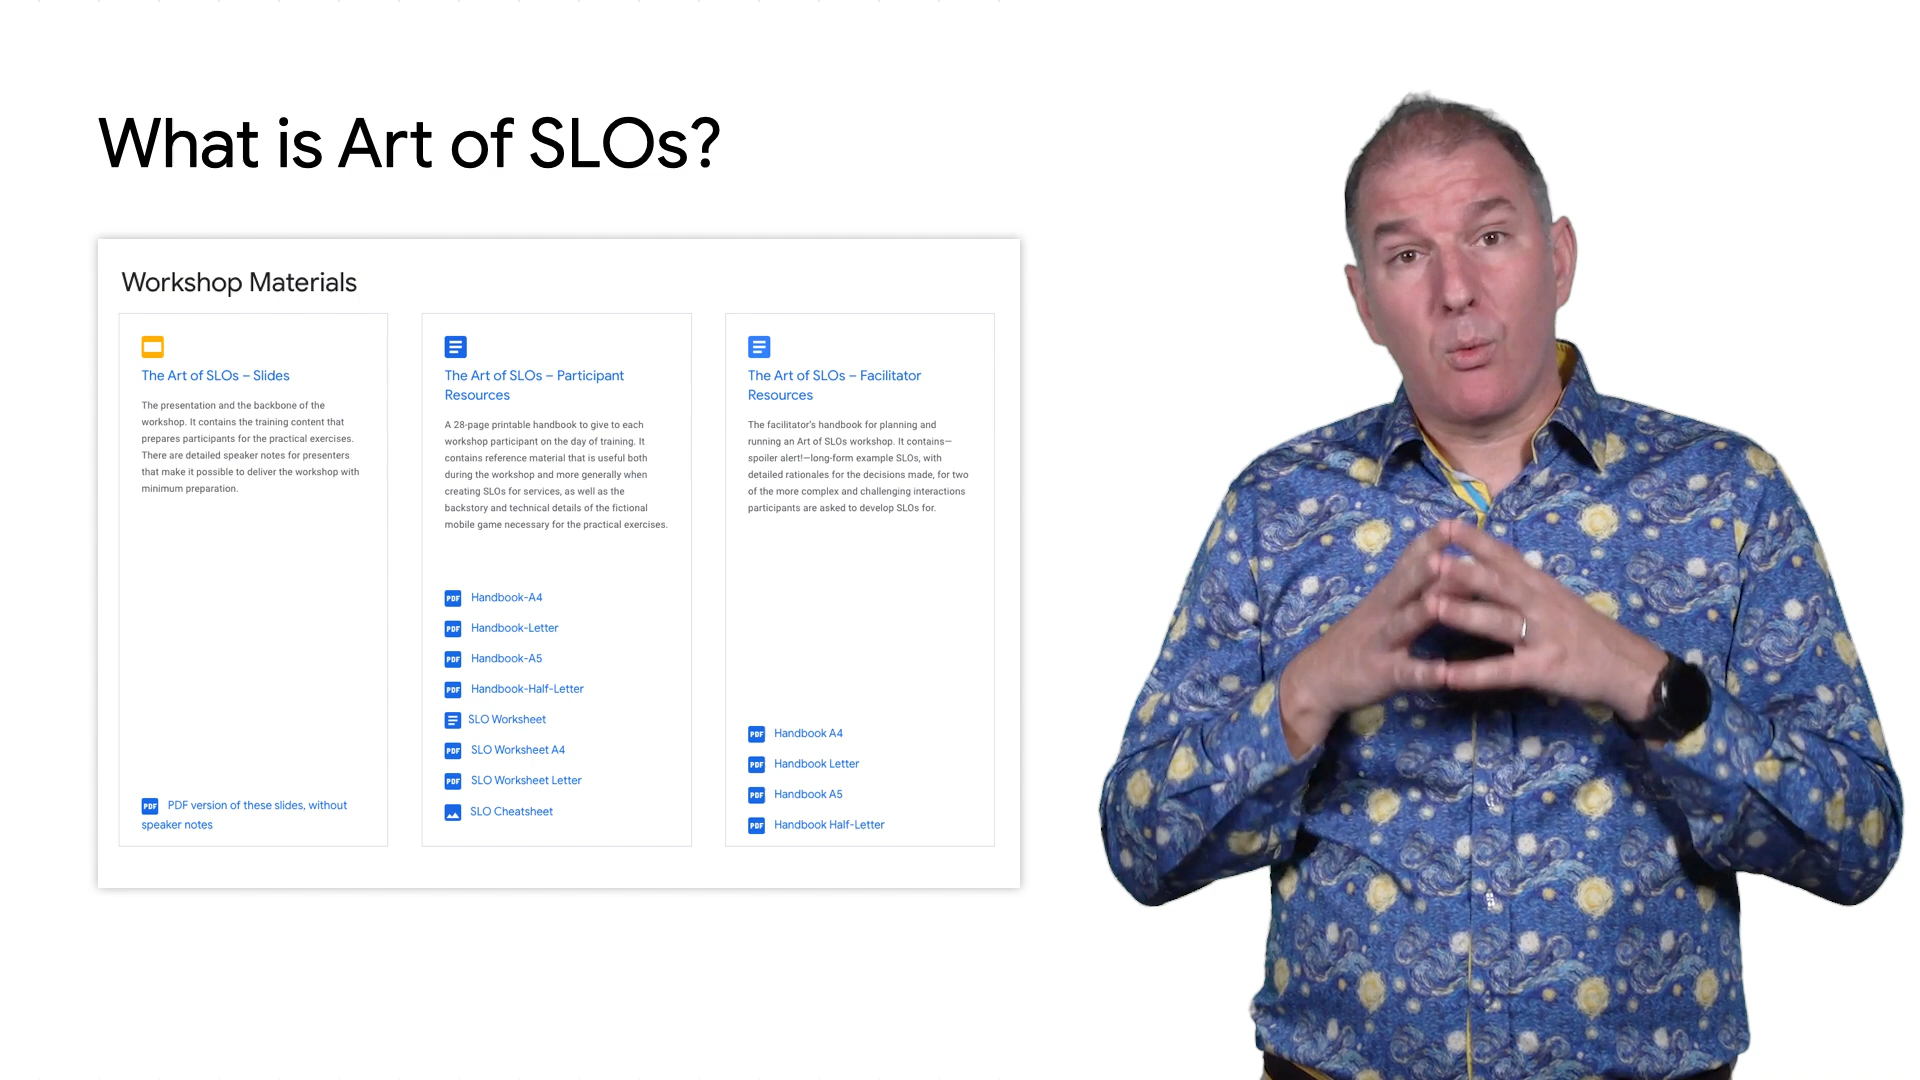 What is Art of SLOs?
Workshop Materials
The Art of SLOs – Slides
The presentation and the backbone of the
workshop. It contains the training content that
prepares participants for the practical exercises.
There are detailed speaker notes for presenters
that make it possible to deliver the workshop with
minimum preparation.
PDF PDF version of these slides, without
speaker notes
The Art of SLOs – Participant
Resources
A 28-page printable handbook to give to each
workshop participant on the day of training. It
contains reference material that is useful both
during the workshop and more generally when
creating SLOs for services, as well as the
backstory and technical details of the fictional
mobile game necessary for the practical exercises.
PDF Handbook-A4
PDF Handbook-Letter
PDF Handbook-A5
PDF Handbook-Half-Letter
SLO Worksheet
PDF SLO Worksheet A4
PDF SLO Worksheet Letter
SLO Cheatsheet
The Art of SLOs – Facilitator
Resources
The facilitator's handbook for planning and
running an Art of SLOs workshop. It contains—
spoiler alert!—long-form example SLOs, with
detailed rationales for the decisions made, for two
of the more complex and challenging interactions
participants are asked to develop SLOs for.
PDF Handbook A4
PDF Handbook Letter
PDF Handbook A5
PDF Handbook Half-Letter